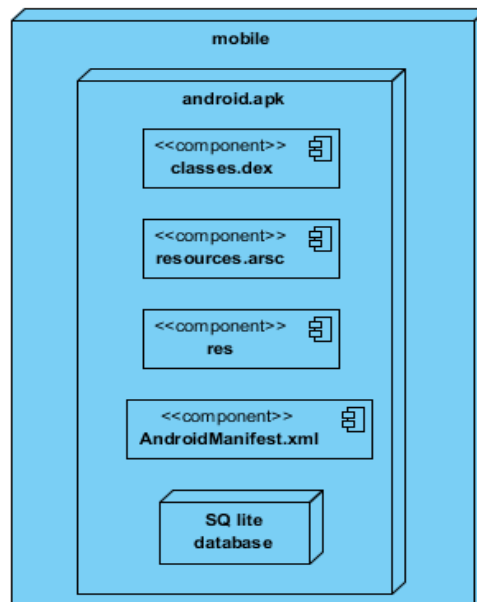 mobile
android.apk
<<component>>
classes.dex
<<component>>
resources.arsc
<<component>>
res
<<component>>
AndroidManifest.xml
SQ lite
database